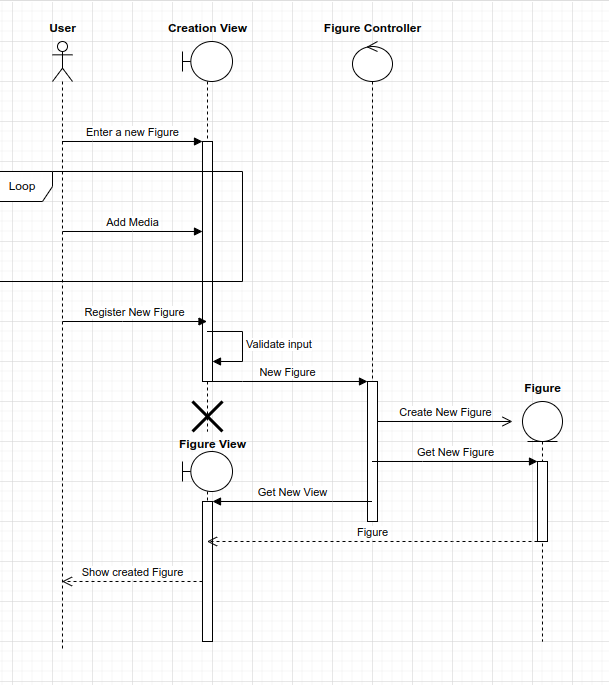 User
Creation View
Figure Controller
Enter a new Figure
Loop
Add Media
Register New Figure
Validate input
New Figure
Figure
Create New Figure
Figure View
Get New Figure
Get New View
Figure
Show created Figure